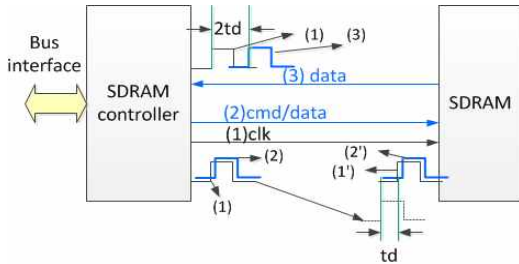 2td
(1)
(3)
Bus
interface
SDRAM
controller
(3) data
SDRAM
(2)cmd/data
(1)clk
(2)
(2')
(1')
(1)
td